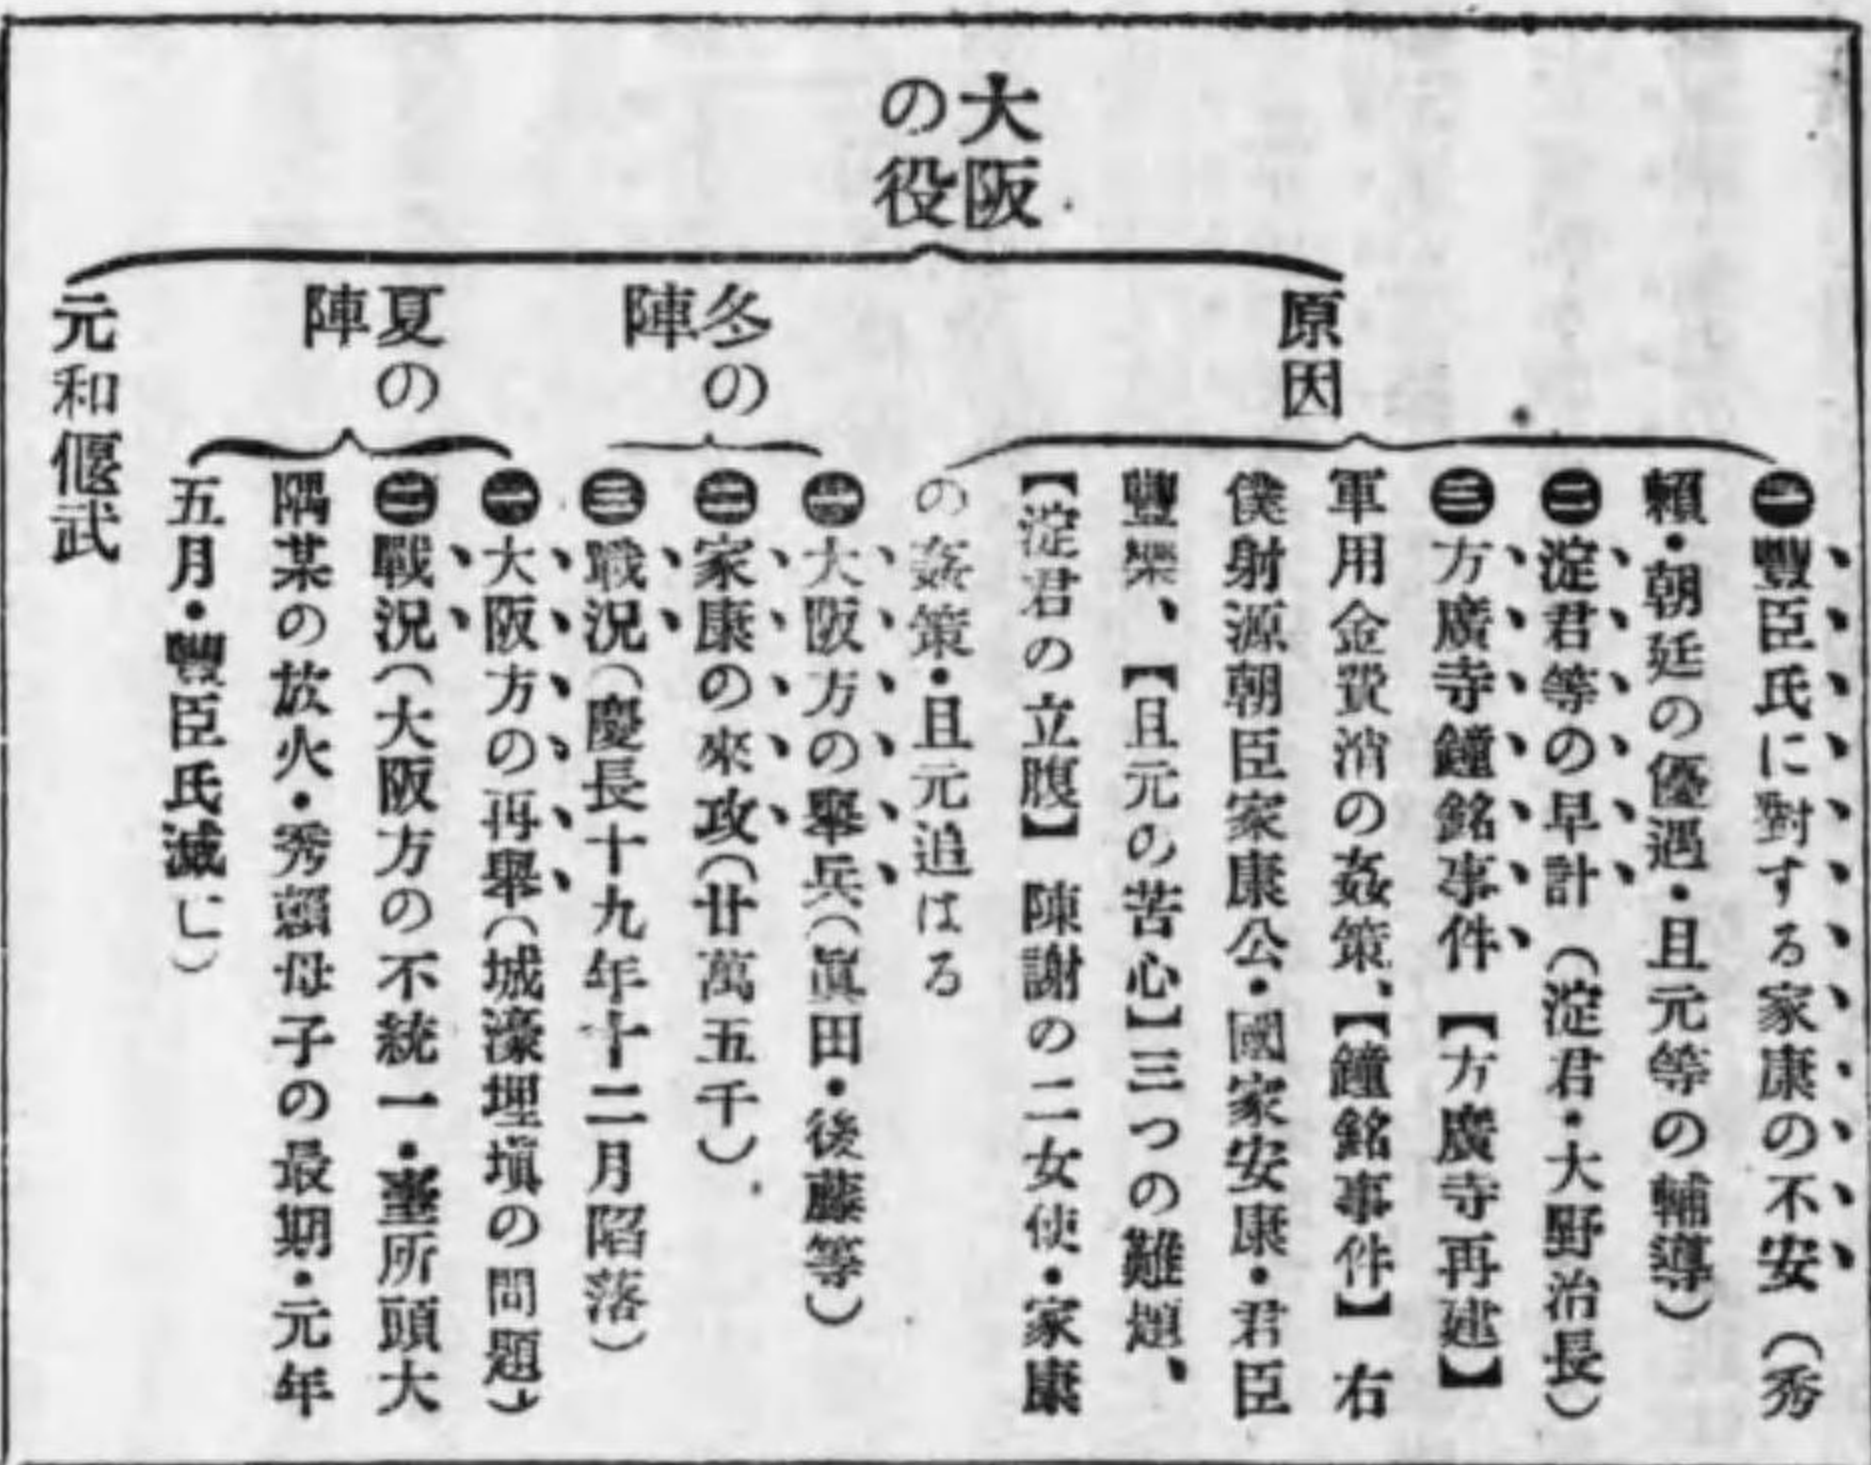 大阪
の役
原因
㊀豐臣氏に對する家康の不安(秀
賴・朝廷の優遇・且元等の輔導)
㊁淀君等の早計(淀君・大野治長)
㊂方廣寺鐘銘事件【方廣寺再建】
軍用金費消の姦策、【鐘銘事件】右
僕射源朝臣家康公・國家安康・君臣
豐樂、【且元の苦心】三つの難題、
【淀君の立腹】陳謝の二女使・家康
の姦策・且元追はる
冬の
陣
㊀大阪方の擧兵(眞田・後藤等)
㊁家康の來攻(廿萬五千)
㊂戰況(慶長十九年十二月陷落)
夏の
陣
㊀大阪方の再擧(城濠埋塡の問題)
㊁戰況(大阪方の不統一・臺所頭大
隅某の放火・秀賴母子の最期・元年
五月・豐臣氏滅亡)
元和偃武